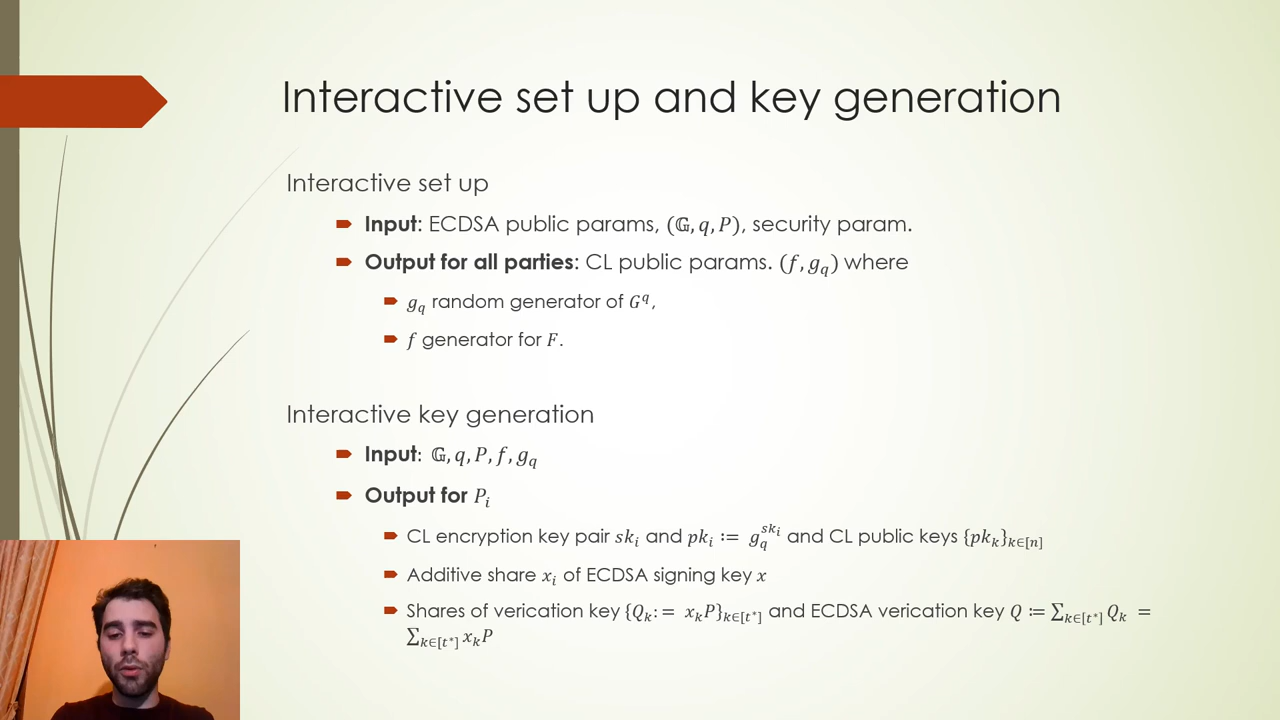 Interactive set up and key generation
Interactive set up
Input: ECDSA public params, (𝔾, q, P), security param.
Output for all parties: CL public params. (f, g_q) where
g_q random generator of G^q,
f generator for F.
Interactive key generation
Input: 𝔾, q, P, f, g_q
Output for P_i
CL encryption key pair sk_i and pk_i := g_q^{sk_i} and CL public keys {pk_k}_{k∈[n]}
Additive share x_i of ECDSA signing key x
Shares of verication key {Q_k := x_k P}_{k∈[t*]} and ECDSA verication key Q := ∑_{k∈[t*]} Q_k =
∑_{k∈[t*]} x_k P